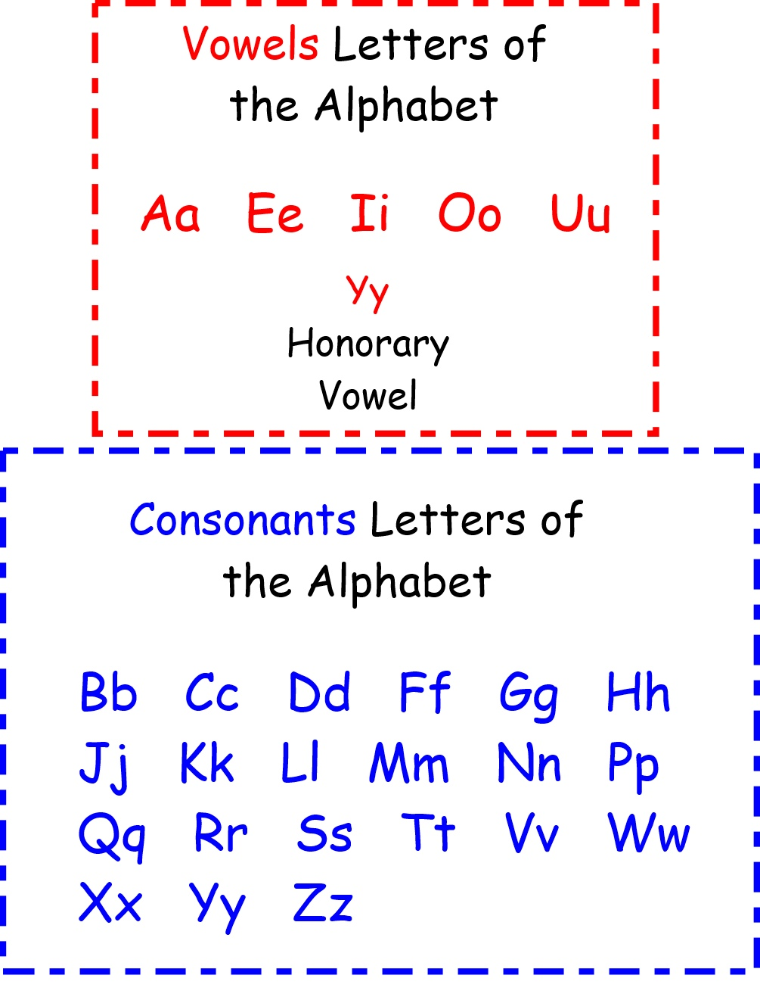 Vowels Letters of
the Alphabet
Aa Ee Ii Oo Uu
Yy
Honorary
Vowel
Consonants Letters of
the Alphabet
Bb Cc Dd Ff Gg Hh
Jj Kk Ll Mm Nn Pp
Qq Rr Ss Tt Vv Ww
Xx Yy Zz